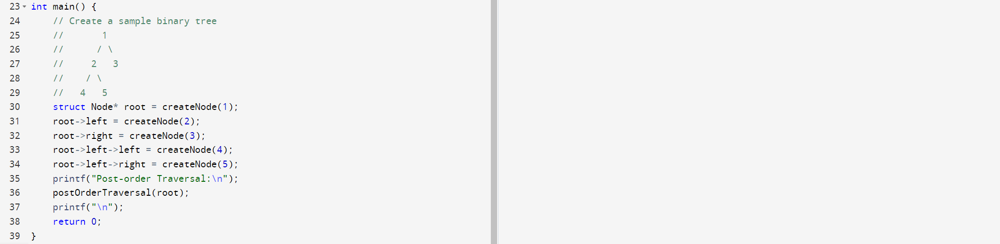 23 int main() {
24 // Create a sample binary tree
25 //       1
26 //      / \
27 //     2   3
28 //    / \
29 //   4   5
30 struct Node* root = createNode(1);
31 root->left = createNode(2);
32 root->right = createNode(3);
33 root->left->left = createNode(4);
34 root->left->right = createNode(5);
35 printf("Post-order Traversal:\n");
36 postOrderTraversal(root);
37 printf("\n");
38 return 0;
39 }